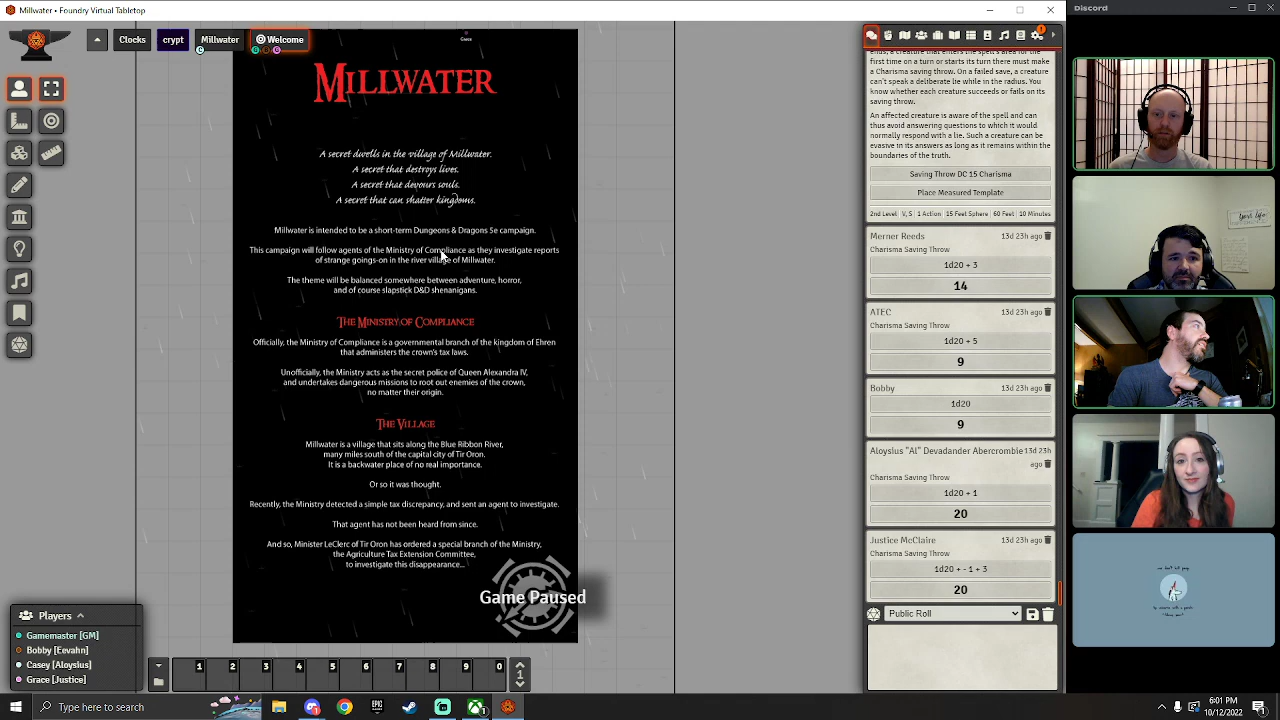 Millwater • Foundry Virtual Tabletop
Discord
Clocks
crypt
Millwater
Welcome
C
G
G
Greco
MILLWATER
A secret dwells in the village of Millwater.
A secret that destroys lives.
A secret that devours souls.
A secret that can shatter kingdoms.
Millwater is intended to be a short-term Dungeons & Dragons 5e campaign.
This campaign will follow agents of the Ministry of Compliance as they investigate reports
of strange goings-on in the river village of Millwater.
The theme will be balanced somewhere between adventure, horror,
and of course slapstick D&D shenanigans.
THE MINISTRY OF COMPLIANCE
Officially, the Ministry of Compliance is a governmental branch of the kingdom of Ehren
that administers the crown's tax laws.
Unofficially, the Ministry acts as the secret police of Queen Alexandra IV,
and undertakes dangerous missions to root out enemies of the crown,
no matter their origin.
THE VILLAGE
Millwater is a village that sits along the Blue Ribbon River,
many miles south of the capital city of Tir Oron.
It is a backwater place of no real importance.
Or so it was thought.
Recently, the Ministry detected a simple tax discrepancy, and sent an agent to investigate.
That agent has not been heard from since.
And so, Minister LeClerc of Tir Oron has ordered a special branch of the Ministry,
the Agriculture Tax Extension Committee,
to investigate this disappearance...
Game Paused
Players
Greco [GM]
Bobby [Evahn]
1 2 3 4 5 6 7 8 9 0
1
ends, a creature that enters the spell's area for the
first time on a turn or starts its turn there must make
a Charisma saving throw. On a failed save, a creature
can't speak a deliberate lie while in the radius. You
know whether each creature succeeds or fails on its
saving throw.
An affected creature is aware of the spell and can
thus avoid answering questions to which it would
normally respond with a lie. Such a creature can be
evasive in its answers as long as it remains within the
boundaries of the truth.
Saving Throw DC 15 Charisma
Place Measured Template
2nd Level V, S 1 Action 15 Feet Sphere 60 Feet 10 Minutes
Merner Reeds 13d 23h ago
Charisma Saving Throw
1d20 + 3
14
ATEC 13d 23h ago
Charisma Saving Throw
1d20 + 5
9
Bobby 13d 23h ago
1d20
9
Aloysius "Al" Devadander Abercrombie 13d 23h
ago
Charisma Saving Throw
1d20 + 1
20
Justice McClaire 13d 23h ago
Charisma Saving Throw
1d20 + - 1 + 3
20
Public Roll
EPIC
6:01 PM
10/12/2022